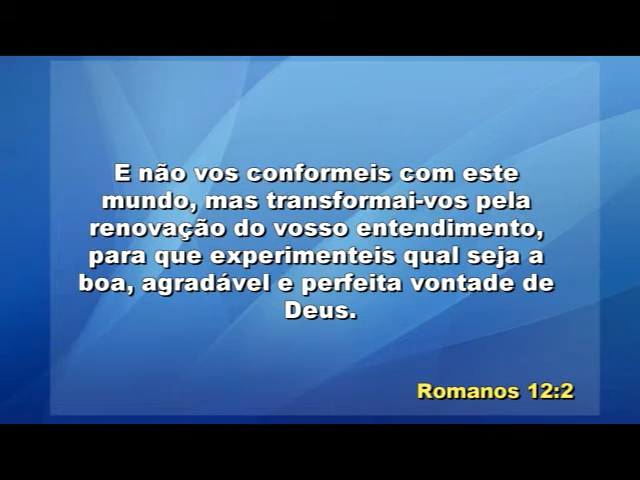 E não vos conformeis com este
mundo, mas transformai-vos pela
renovação do vosso entendimento,
para que experimenteis qual seja a
boa, agradável e perfeita vontade de
Deus.
Romanos 12:2